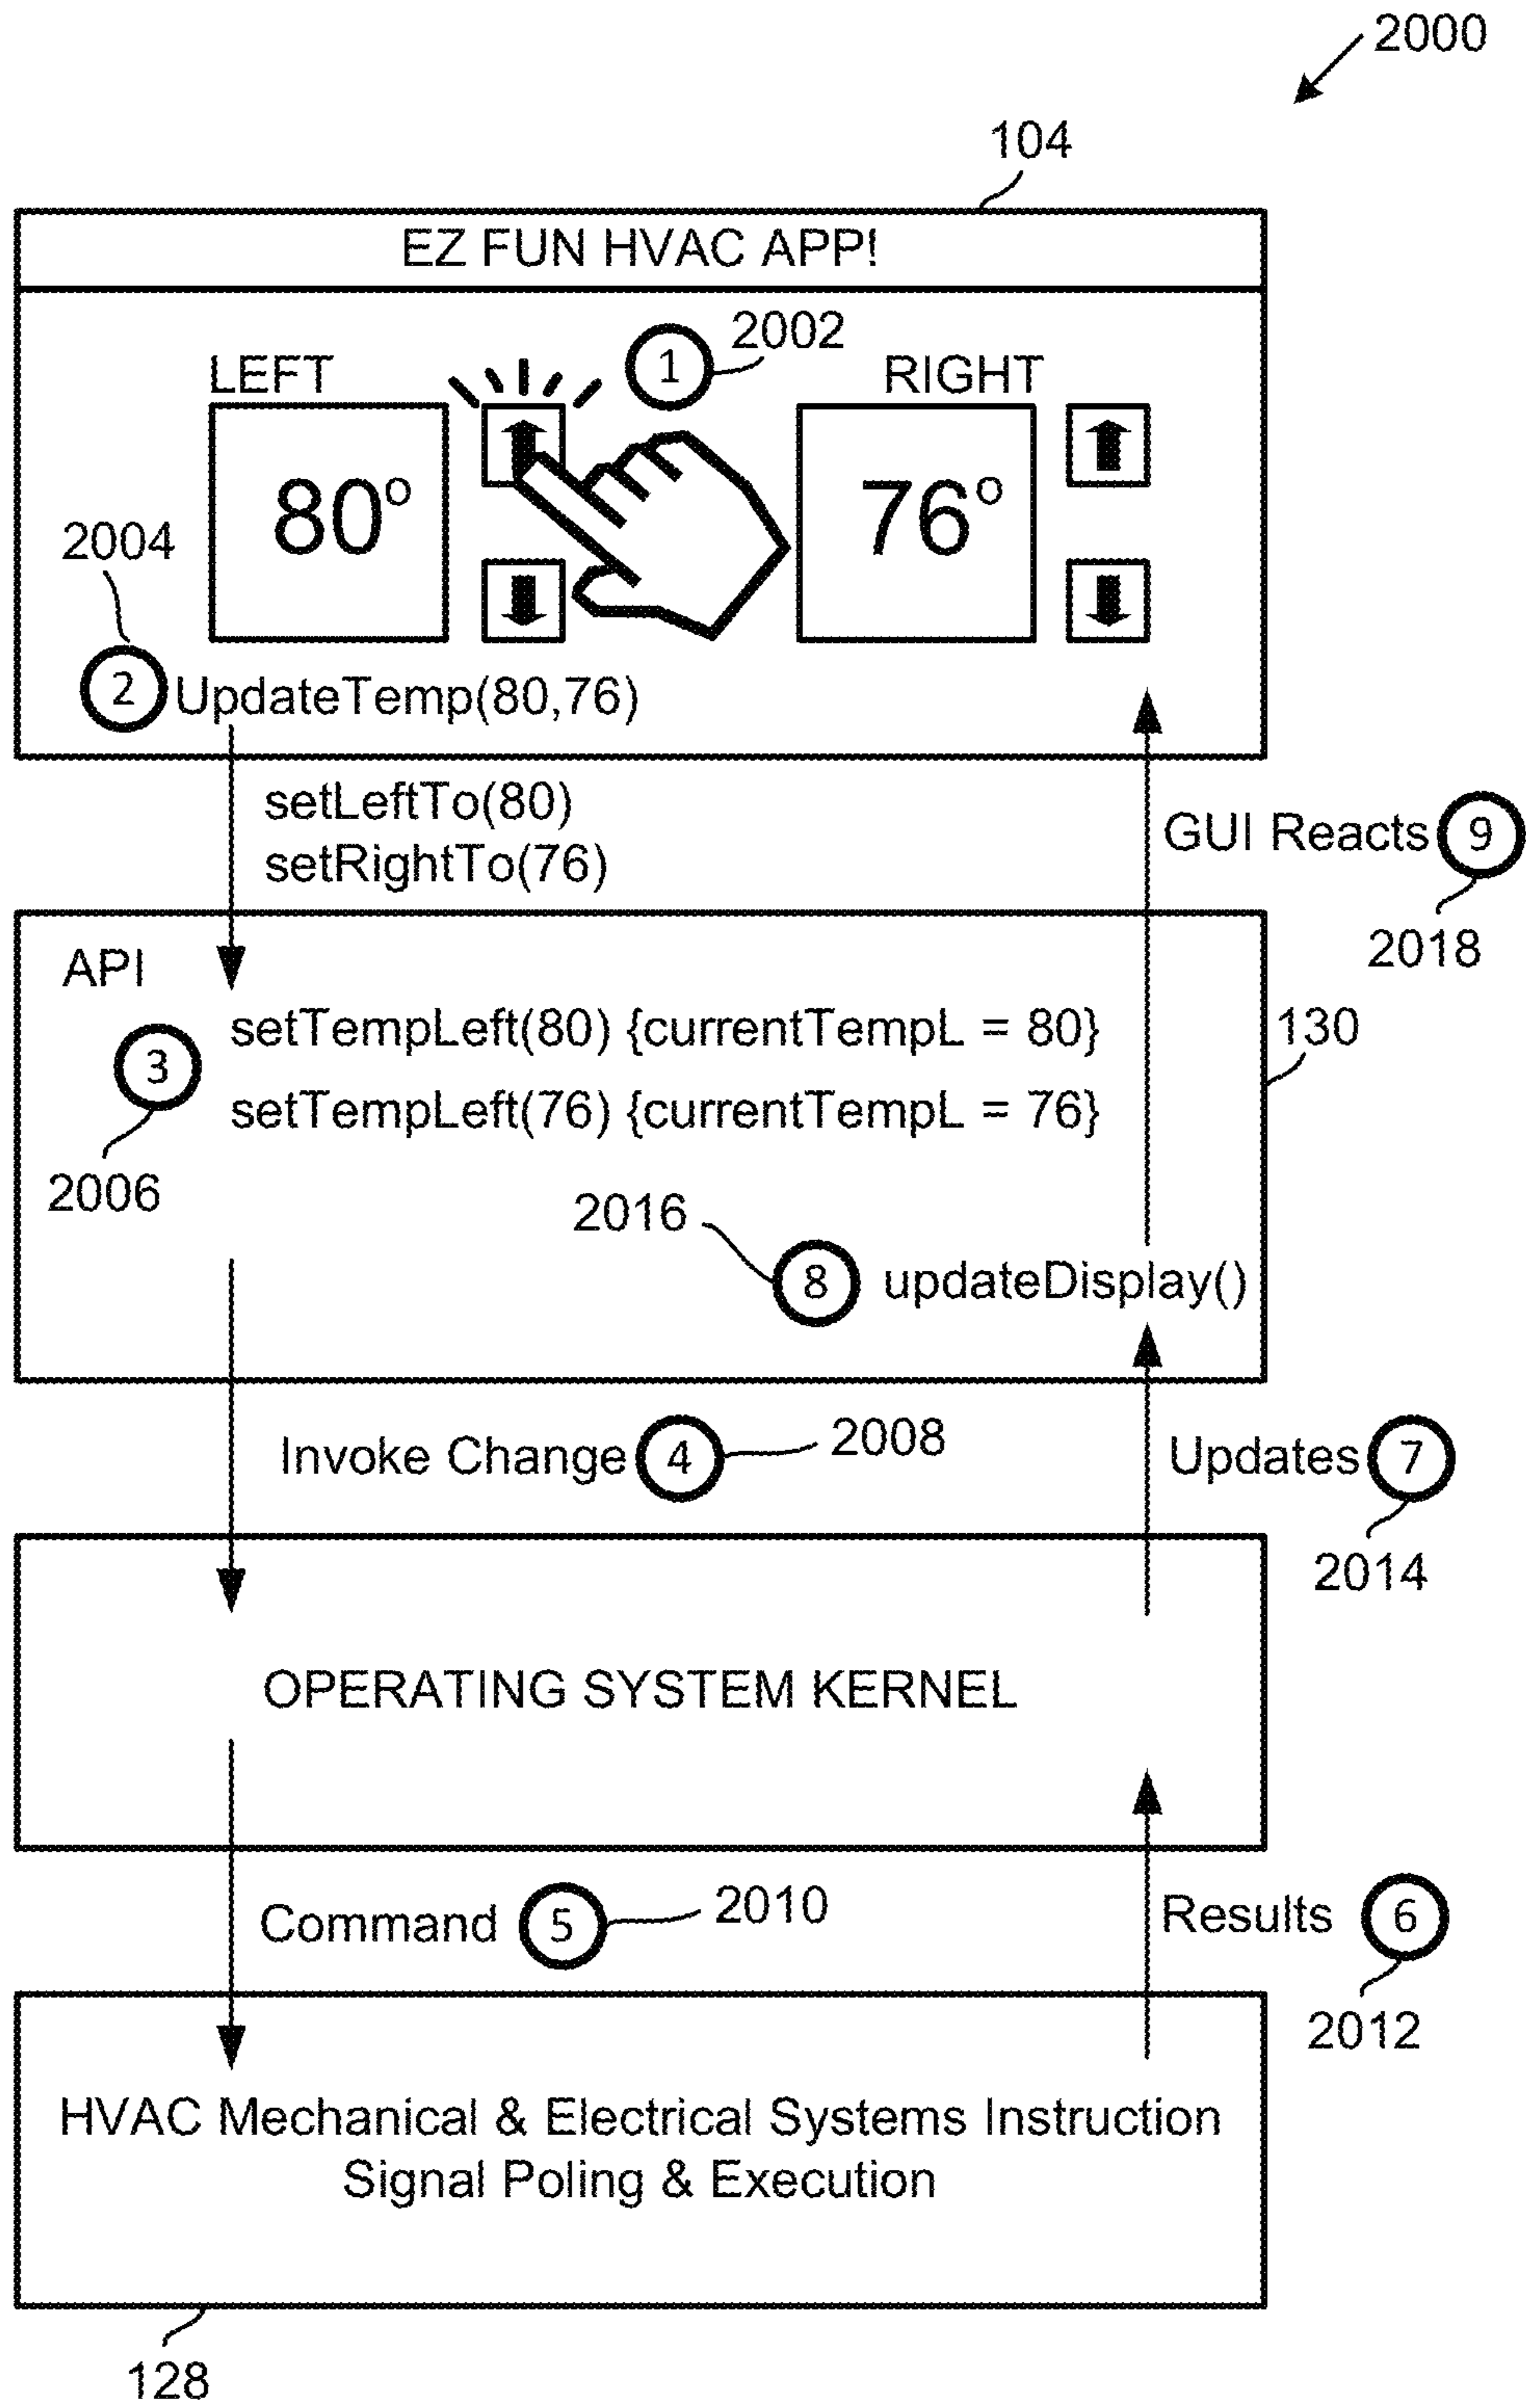 2000
104
EZ FUN HVAC APP!
1 2002
LEFT
RIGHT
80°
76°
2004
2 UpdateTemp(80,76)
setLeftTo(80)
setRightTo(76)
GUI Reacts 9
2018
API
setTempLeft(80) {currentTempL = 80}
130
3
setTempLeft(76) {currentTempL = 76}
2006
2016
8 updateDisplay()
Invoke Change 4 2008
Updates 7
2014
OPERATING SYSTEM KERNEL
Command 5 2010
Results 6
2012
HVAC Mechanical & Electrical Systems Instruction
Signal Poling & Execution
128